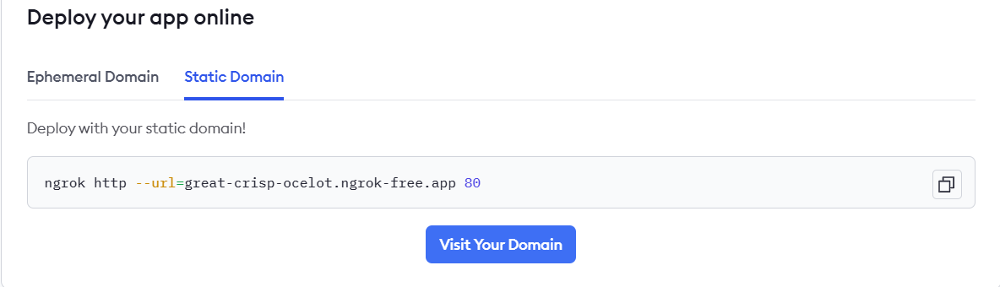 Deploy your app online
Ephemeral Domain Static Domain
Deploy with your static domain!
ngrok http --url=great-crisp-ocelot.ngrok-free.app 80
Visit Your Domain